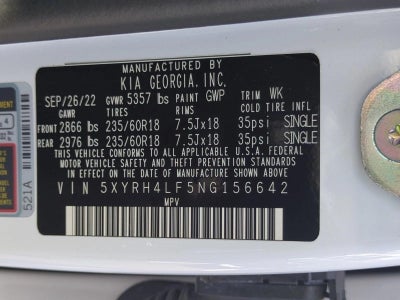 MANUFACTURED BY
KIA GEORGIA, INC.
SEP/26/22 GVWR 5357 lbs PAINT GWP TRIM WK
GAWR TIRES RIMS COLD TIRE INFL
FRONT 2866 lbs 235/60R18 7.5Jx18 35psi SINGLE
REAR 2976 lbs 235/60R18 7.5Jx18 35psi SINGLE
THIS VEHICLE CONFORMS TO ALL APPLICABLE U.S.A. FEDERAL
MOTOR VEHICLE SAFETY AND THEFT PREVENTION STANDARDS
IN EFFECT ON THE DATE OF MANUFACTURE SHOWN ABOVE.
VIN 5XYRH4LF5NG156642
MPV
521A